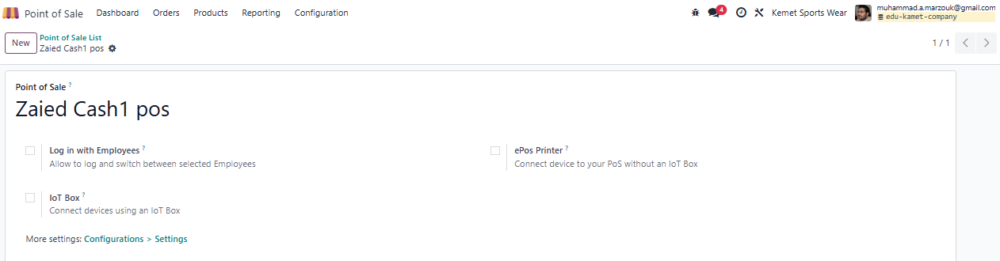 Point of Sale Dashboard Orders Products Reporting Configuration 4 Kemet Sports Wear muhammad.a.marzouk@gmail.com
edu-kamet-company
New Point of Sale List
Zaied Cash1 pos
1 / 1
Point of Sale ?
Zaied Cash1 pos
Log in with Employees ?
Allow to log and switch between selected Employees
ePos Printer ?
Connect device to your PoS without an IoT Box
IoT Box ?
Connect devices using an IoT Box
More settings: Configurations > Settings